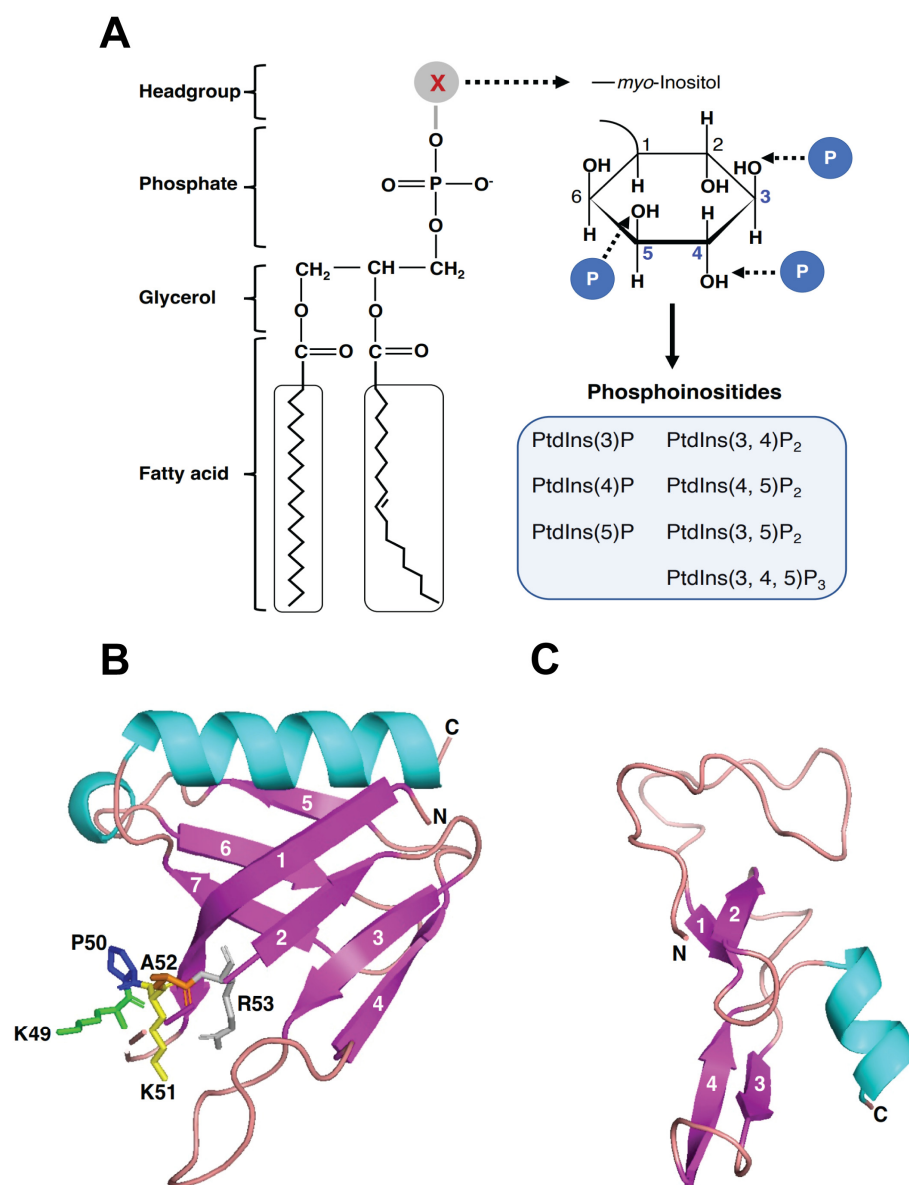 A
Headgroup
X
—myo-Inositol
Phosphate
O
O=P—O-
O
Glycerol
CH2 CH CH2
O O
C=O C=O
Fatty acid
H H
1 2
OH HO P
6 H OH 3
OH H
H 5 4 H
P H OH P
Phosphoinositides
PtdIns(3)P PtdIns(3, 4)P2
PtdIns(4)P PtdIns(4, 5)P2
PtdIns(5)P PtdIns(3, 5)P2
PtdIns(3, 4, 5)P3
B
C
5
N
6
1
7
2
3
4
P50
A52
K49
R53
K51
C
1
2
N
4
3
C